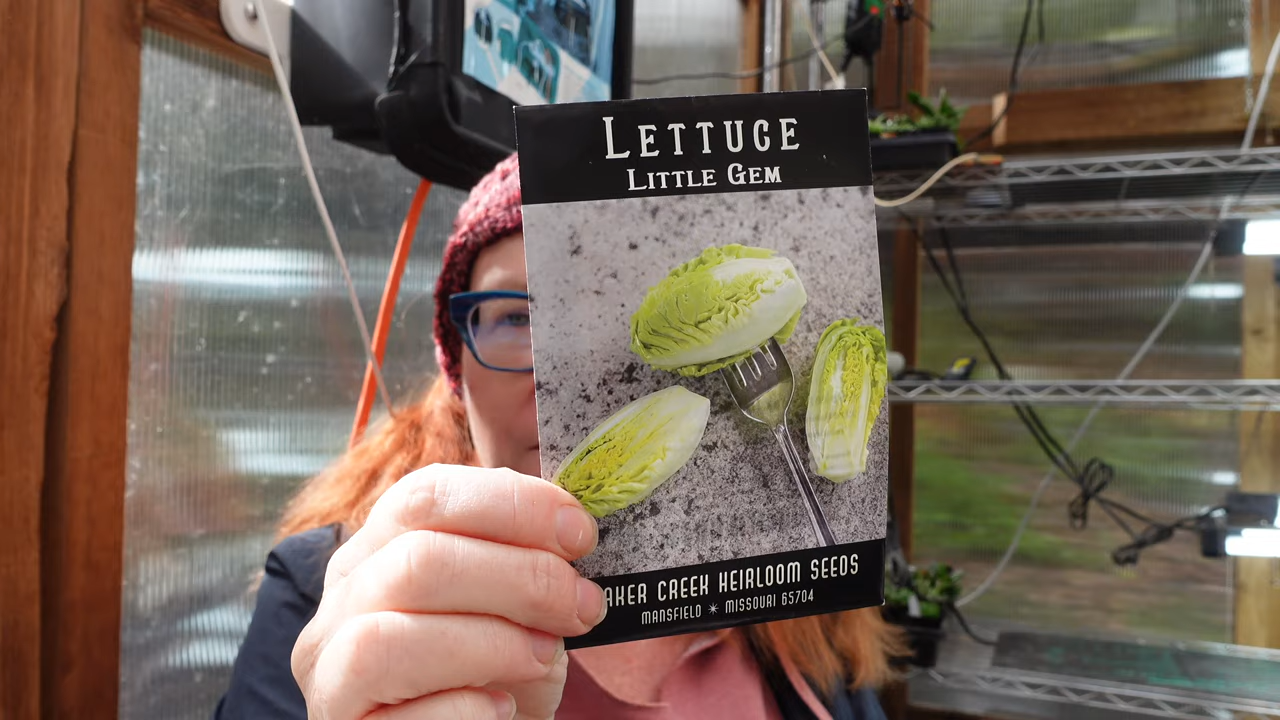 LETTUCE
LITTLE GEM
AKER CREEK HEIRLOOM SEEDS
MANSFIELD ✴ MISSOURI 65704